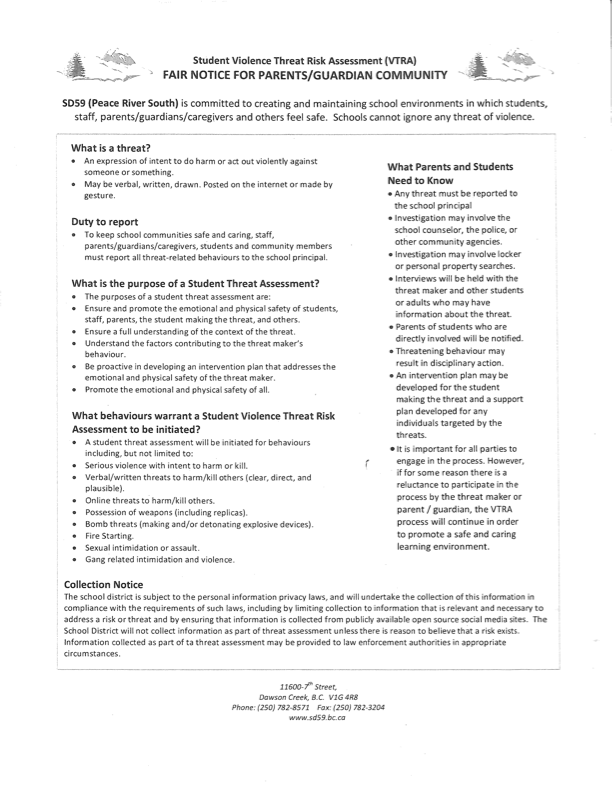 Student Violence Threat Risk Assessment (VTRA)
FAIR NOTICE FOR PARENTS/GUARDIAN COMMUNITY
SD59 (Peace River South) is committed to creating and maintaining school environments in which students,
staff, parents/guardians/caregivers and others feel safe. Schools cannot ignore any threat of violence.
What is a threat?
• An expression of intent to do harm or act out violently against
someone or something.
• May be verbal, written, drawn. Posted on the internet or made by
gesture.
Duty to report
• To keep school communities safe and caring, staff,
parents/guardians/caregivers, students and community members
must report all threat-related behaviours to the school principal.
What is the purpose of a Student Threat Assessment?
• The purposes of a student threat assessment are:
• Ensure and promote the emotional and physical safety of students,
staff, parents, the student making the threat, and others.
• Ensure a full understanding of the context of the threat.
• Understand the factors contributing to the threat maker's
behaviour.
• Be proactive in developing an intervention plan that addresses the
emotional and physical safety of the threat maker.
• Promote the emotional and physical safety of all.
What behaviours warrant a Student Violence Threat Risk
Assessment to be initiated?
• A student threat assessment will be initiated for behaviours
including, but not limited to:
• Serious violence with intent to harm or kill.
• Verbal/written threats to harm/kill others (clear, direct, and
plausible).
• Online threats to harm/kill others.
• Possession of weapons (including replicas).
• Bomb threats (making and/or detonating explosive devices).
• Fire Starting.
• Sexual intimidation or assault.
• Gang related intimidation and violence.
What Parents and Students
Need to Know
• Any threat must be reported to
the school principal
• Investigation may involve the
school counselor, the police, or
other community agencies.
• Investigation may involve locker
or personal property searches.
• Interviews will be held with the
threat maker and other students
or adults who may have
information about the threat.
• Parents of students who are
directly involved will be notified.
• Threatening behaviour may
result in disciplinary action.
• An intervention plan may be
developed for the student
making the threat and a support
plan developed for any
individuals targeted by the
threats.
• It is important for all parties to
engage in the process. However,
if for some reason there is a
reluctance to participate in the
process by the threat maker or
parent / guardian, the VTRA
process will continue in order
to promote a safe and caring
learning environment.
Collection Notice
The school district is subject to the personal information privacy laws, and will undertake the collection of this information in
compliance with the requirements of such laws, including by limiting collection to information that is relevant and necessary to
address a risk or threat and by ensuring that information is collected from publicly available open source social media sites. The
School District will not collect information as part of threat assessment unless there is reason to believe that a risk exists.
Information collected as part of ta threat assessment may be provided to law enforcement authorities in appropriate
circumstances.
11600-7th Street,
Dawson Creek, B.C. V1G 4R8
Phone: (250) 782-8571 Fax: (250) 782-3204
www.sd59.bc.ca